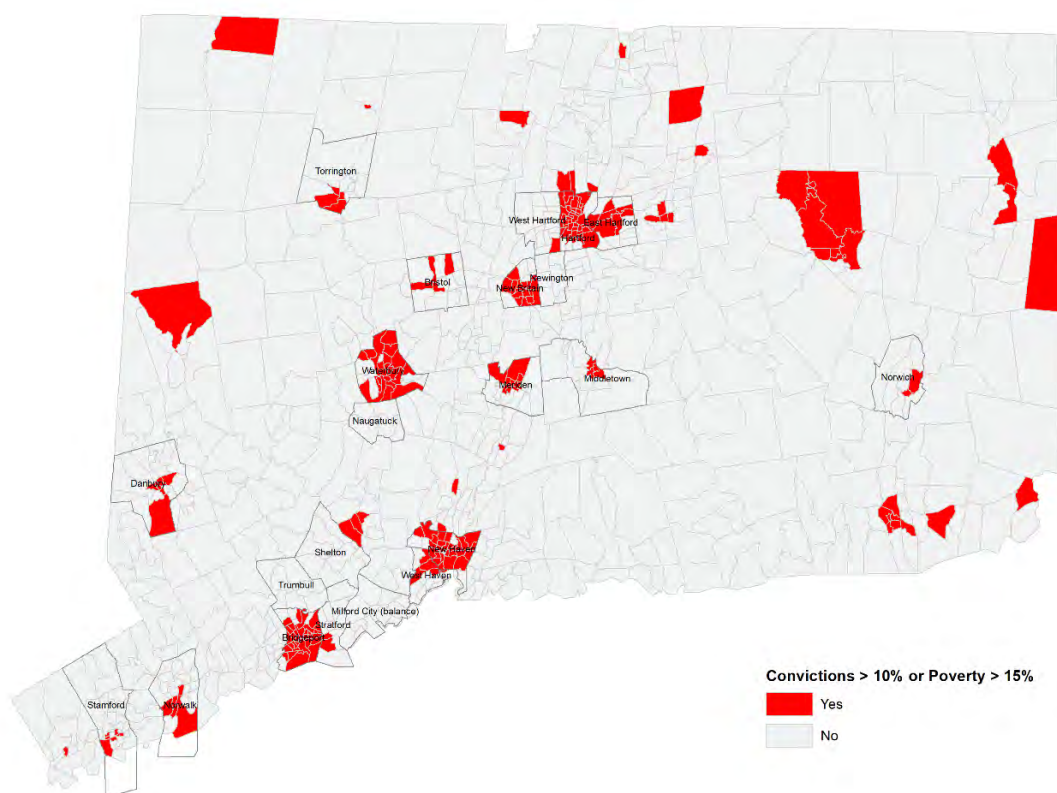 Torrington
West Hartford
East Hartford
Hartford
Newington
Bristol
New Britain
Waterbury
Meriden
Middletown
Norwich
Naugatuck
Danbury
Shelton
New Haven
West Haven
Trumbull
Milford City (balance)
Stratford
Bridgeport
Stamford
Norwalk
Convictions > 10% or Poverty > 15%
Yes
No